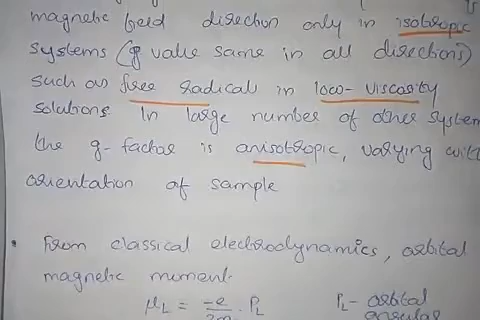 magnetic field direction only in isotropic
systems (g value same in all directions)
such as free radical in low-viscosity
solutions. In large number of other system
the g-factor is anisotropic, varying with
orientation of sample
• From classical electrodynamics, orbital
magnetic moment.
μL = -e/2m . PL PL - orbital
angular